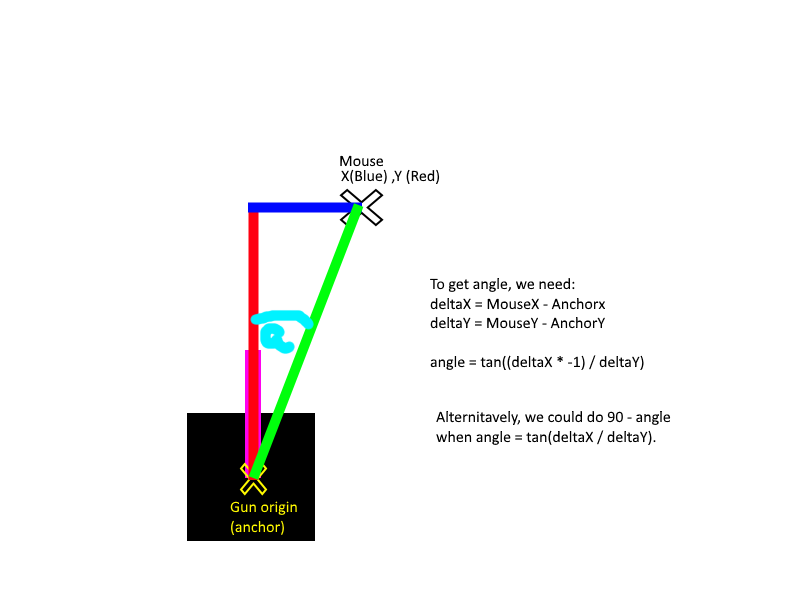 Mouse
X(Blue) ,Y (Red)
To get angle, we need:
deltaX = MouseX - Anchorx
deltaY = MouseY - AnchorY
angle = tan((deltaX * -1) / deltaY)
Alternitavely, we could do 90 - angle
when angle = tan(deltaX / deltaY).
Gun origin
(anchor)